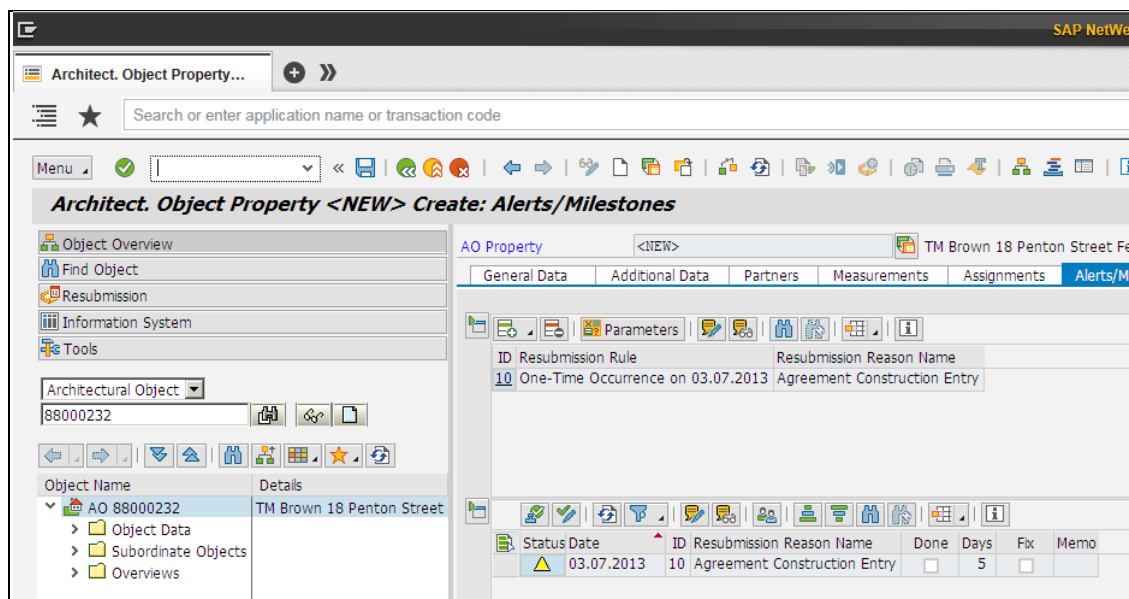 SAP NetWe
Architect. Object Property...
Search or enter application name or transaction code
Menu
Architect. Object Property <NEW> Create: Alerts/Milestones
Object Overview
Find Object
Resubmission
Information System
Tools
Architectural Object
88000232
Object Name Details
AO 88000232 TM Brown 18 Penton Street
Object Data
Subordinate Objects
Overviews
AO Property <NEW> TM Brown 18 Penton Street Fe
General Data Additional Data Partners Measurements Assignments Alerts/M
Parameters
ID Resubmission Rule Resubmission Reason Name
10 One-Time Occurrence on 03.07.2013 Agreement Construction Entry
Status Date ID Resubmission Reason Name Done Days Fix Memo
03.07.2013 10 Agreement Construction Entry 5